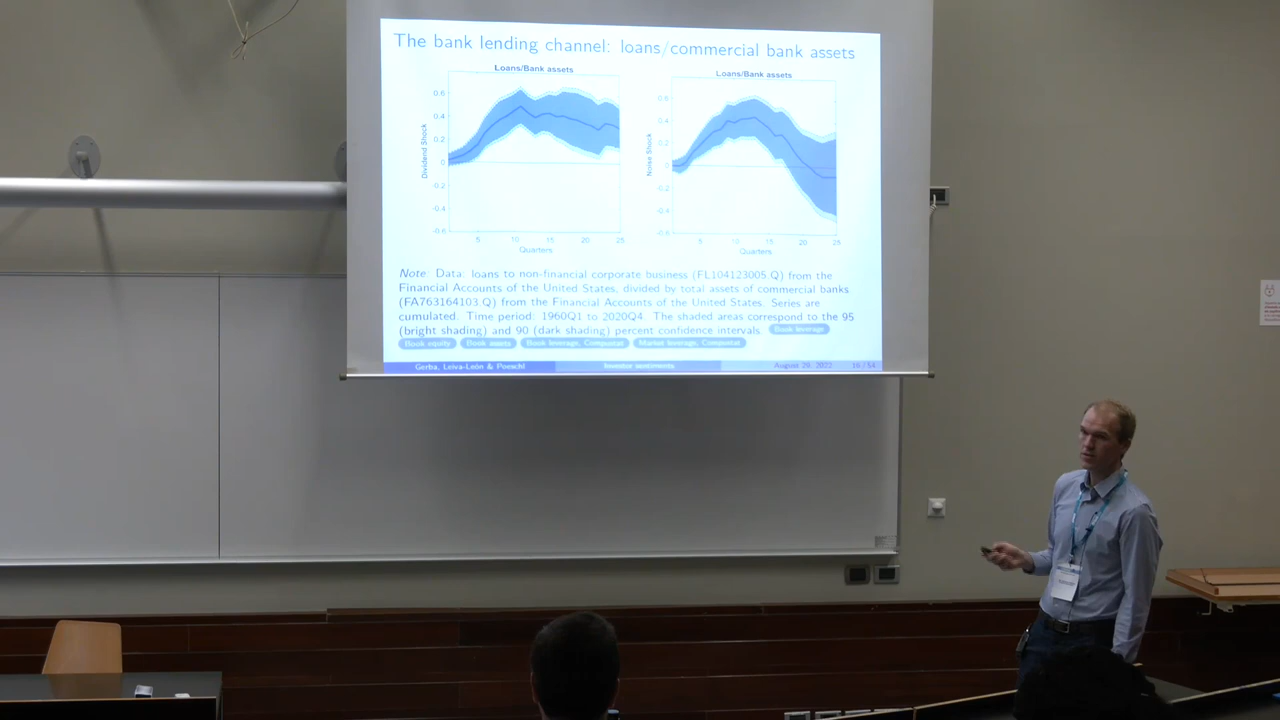 The bank lending channel: loans/commercial bank assets
Loans/Bank assets
Dividend Shock
0.6
0.4
0.2
0
-0.2
-0.4
-0.6
5
10
15
20
25
Quarters
Loans/Bank assets
Noise Shock
0.6
0.4
0.2
0
-0.2
-0.4
-0.6
5
10
15
20
25
Quarters
Note: Data: loans to non-financial corporate business (FL104123005.Q) from the
Financial Accounts of the United States, divided by total assets of commercial banks.
(FA763164103.Q) from the Financial Accounts of the United States. Series are
cumulated. Time period: 1960Q1 to 2020Q4. The shaded areas correspond to the 95
(bright shading) and 90 (dark shading) percent confidence intervals. Book leverage
Book equity Book assets Book leverage, Compustat Market leverage, Compustat
Gerba, Leiva-León & Poeschl Investor sentiments August 2022 16 / 54